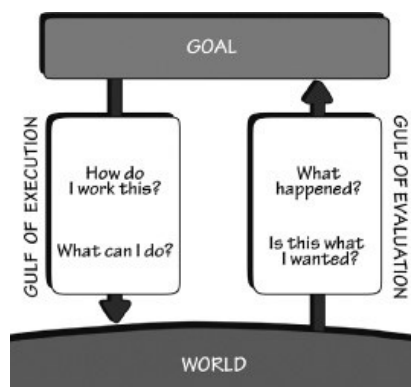 GOAL
GULF OF EXECUTION
How do
I work this?
What can I do?
What
happened?
Is this what
I wanted?
GULF OF EVALUATION
WORLD